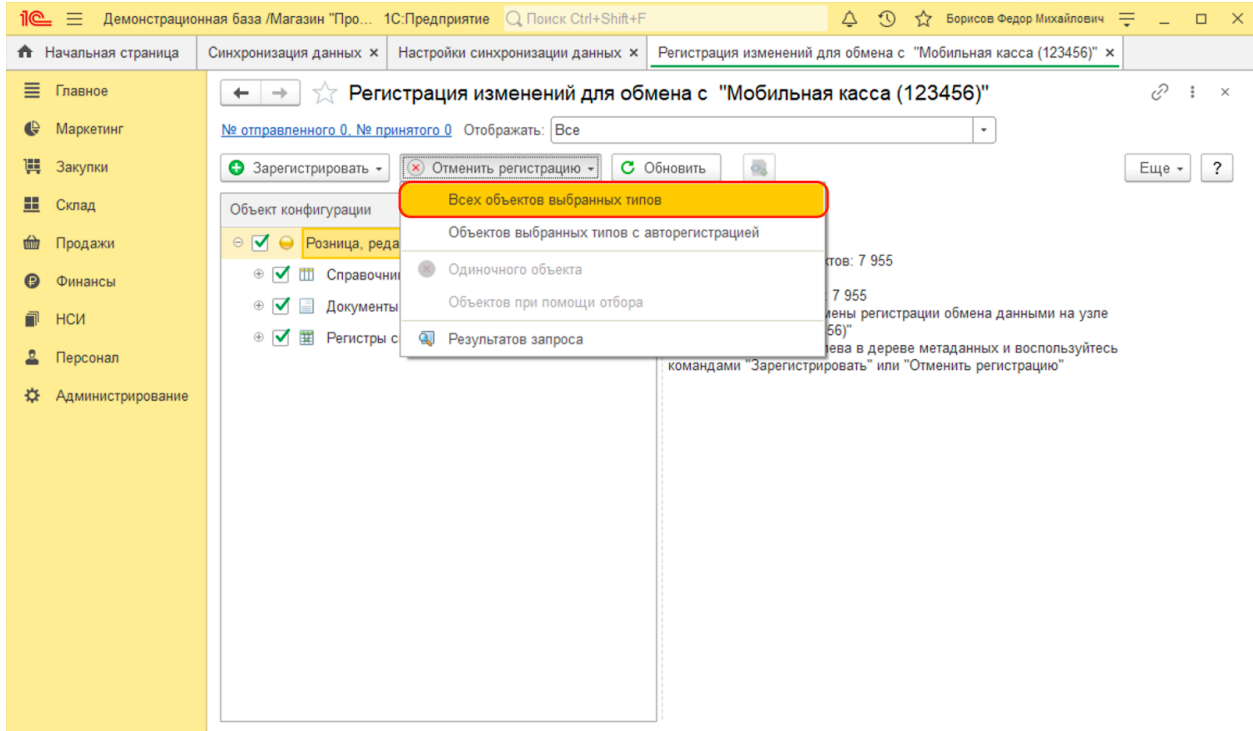 1С Демонстрационная база /Магазин "Про... 1С:Предприятие Поиск Ctrl+Shift+F Борисов Федор Михайлович
Начальная страница Синхронизация данных × Настройки синхронизации данных × Регистрация изменений для обмена с "Мобильная касса (123456)" ×
Главное
Маркетинг
Закупки
Склад
Продажи
Финансы
НСИ
Персонал
Администрирование
Регистрация изменений для обмена с "Мобильная касса (123456)"
№ отправленного 0, № принятого 0 Отображать: Все
Зарегистрировать Отменить регистрацию Обновить Еще ?
Объект конфигурации
Розница, реда
Справочни
Документы
Регистры с
Всех объектов выбранных типов
Объектов выбранных типов с авторегистрацией
Одиночного объекта
Объектов при помощи отбора
Результатов запроса
ктов: 7 955
: 7 955
мены регистрации обмена данными на узле
56)"
лева в дереве метаданных и воспользуйтесь
командами "Зарегистрировать" или "Отменить регистрацию"